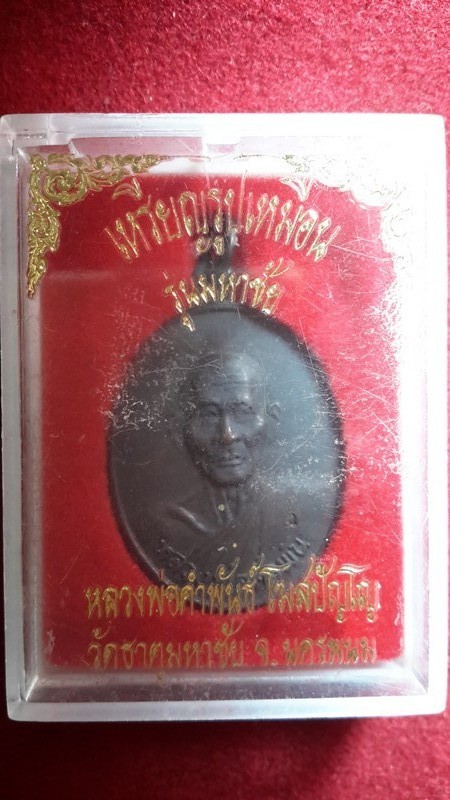 เหรียญรูปเหมือน
รุ่นมหาชัย
หลวงพ่อคำพันธ์ โฆสปัญโญ
วัดธาตุมหาชัย จ. นครพนม